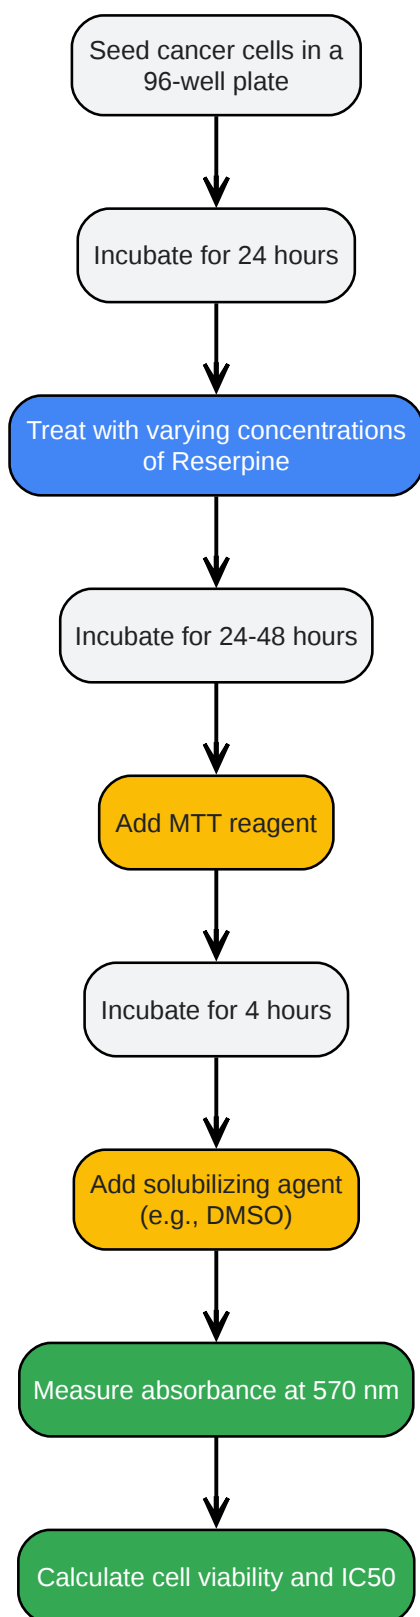 Seed cancer cells in a
96-well plate
Incubate for 24 hours
Treat with varying concentrations
of Reserpine
Incubate for 24-48 hours
Add MTT reagent
Incubate for 4 hours
Add solubilizing agent
(e.g., DMSO)
Measure absorbance at 570 nm
Calculate cell viability and IC50